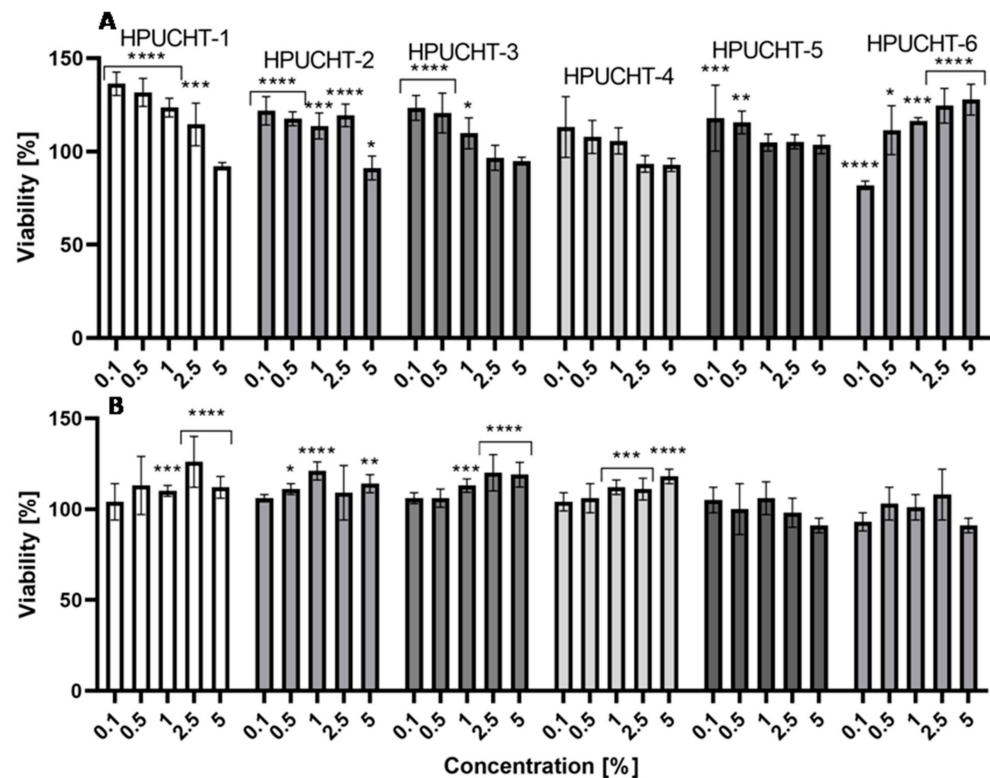 A
HPUCHT-1
HPUCHT-2
HPUCHT-3
HPUCHT-4
HPUCHT-5
HPUCHT-6
Viability [%]
150
100
50
0
**** ***
**** *** **** *
**** *
*** **
**** * *** ****
0.1 0.5 1 2.5 5 0.1 0.5 1 2.5 5 0.1 0.5 1 2.5 5 0.1 0.5 1 2.5 5 0.1 0.5 1 2.5 5 0.1 0.5 1 2.5 5
B
Viability [%]
150
100
50
0
*** ****
* **** **
*** ****
*** ****
0.1 0.5 1 2.5 5 0.1 0.5 1 2.5 5 0.1 0.5 1 2.5 5 0.1 0.5 1 2.5 5 0.1 0.5 1 2.5 5 0.1 0.5 1 2.5 5
Concentration [%]